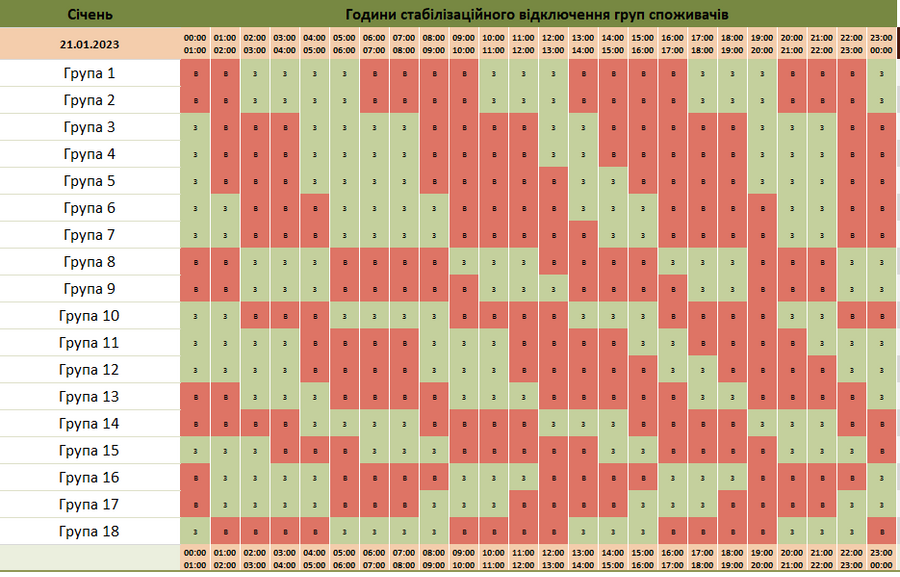 Січень Години стабілізаційного відключення груп споживачів
21.01.2023 00:00 01:00 02:00 03:00 04:00 05:00 06:00 07:00 08:00 09:00 10:00 11:00 12:00 13:00 14:00 15:00 16:00 17:00 18:00 19:00 20:00 21:00 22:00 23:00
01:00 02:00 03:00 04:00 05:00 06:00 07:00 08:00 09:00 10:00 11:00 12:00 13:00 14:00 15:00 16:00 17:00 18:00 19:00 20:00 21:00 22:00 23:00 00:00
Група 1 В В З З З З В В В В З З З В В В В З З З В В В З
Група 2 В В З З З З В В В В З З З В В В В З З З В В В З
Група 3 З В В В З З З З В В В В З З В В В В В З З З В В
Група 4 З В В В З З З З В В В В З З В В В В В З З З В В
Група 5 З В В В З З З З В В В В В З З В В В В З З З В В
Група 6 З З В В В З З З З В В В В З З З В В В В З З В В
Група 7 З З В В В З З З З В В В В В З З В В В В З З В В
Група 8 В В З З З В В В В З З З В В В В З З З В В В З З
Група 9 В В З З З В В В В В З З З В В В В З З В В В З З
Група 10 З З В В В З З З З В В В В З З З В В В В З З В В
Група 11 З З З З В В В В З З З В В В В З З В В В В З З З
Група 12 З З З З В В В В З З З В В В В В З З В В В В З З
Група 13 В В З З З В В В В З З З В В В В В З З В В В В З
Група 14 В В В В З З З З В В В В З З З В В В В З З З В В
Група 15 З З З В В В З З З В В В В В З З В В В В З З З В
Група 16 В З З З З В В В В З З З В В В В З З З В В В В З
Група 17 В З З З З В В В З З З В В В В З З З В В В В З З
Група 18 З В В В В З З З З В В В В З З З В В В В З З З В
00:00 01:00 02:00 03:00 04:00 05:00 06:00 07:00 08:00 09:00 10:00 11:00 12:00 13:00 14:00 15:00 16:00 17:00 18:00 19:00 20:00 21:00 22:00 23:00
01:00 02:00 03:00 04:00 05:00 06:00 07:00 08:00 09:00 10:00 11:00 12:00 13:00 14:00 15:00 16:00 17:00 18:00 19:00 20:00 21:00 22:00 23:00 00:00